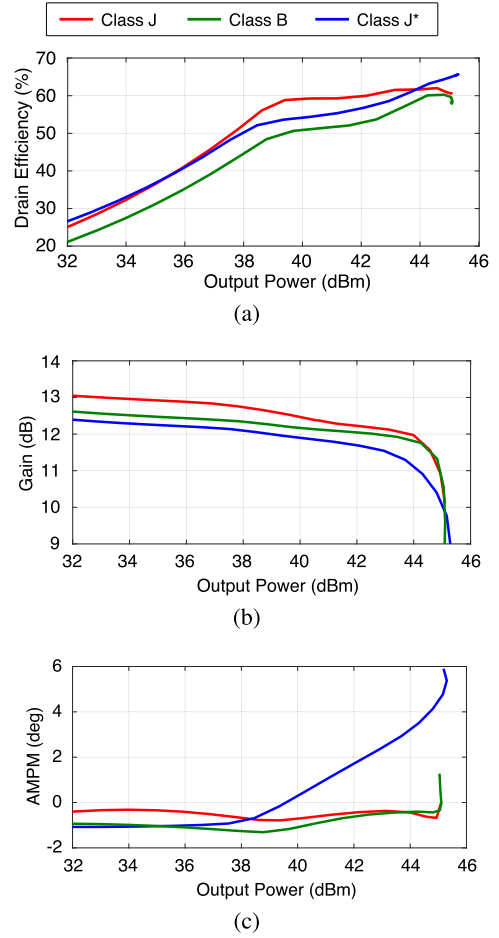 Class J Class B Class J*
Drain Efficiency (%)
70
60
50
40
30
20
32 34 36 38 40 42 44 46
Output Power (dBm)
(a)
Gain (dB)
14
13
12
11
10
9
32 34 36 38 40 42 44 46
Output Power (dBm)
(b)
AMPM (deg)
6
4
2
0
-2
32 34 36 38 40 42 44 46
Output Power (dBm)
(c)